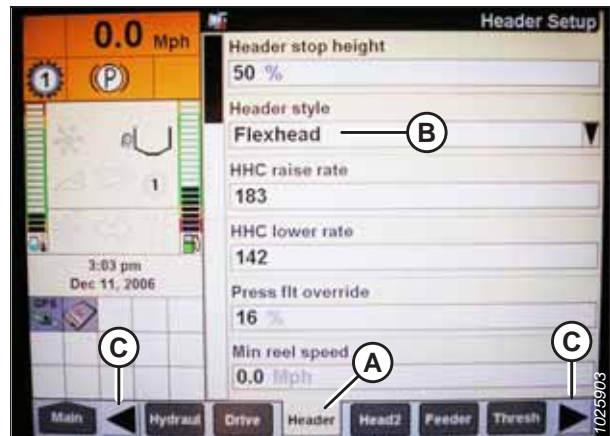 0.0 Mph
1
(P)
1
3:03 pm
Dec 11, 2006
GPS
Header Setup
Header stop height
50 %
Header style
Flexhead
B
HHC raise rate
183
HHC lower rate
142
Press flt override
16 %
Min reel speed
0.0 Mph
A
C
C
Main
Hydraul
Drive
Header
Head2
Feeder
Thresh
1025903